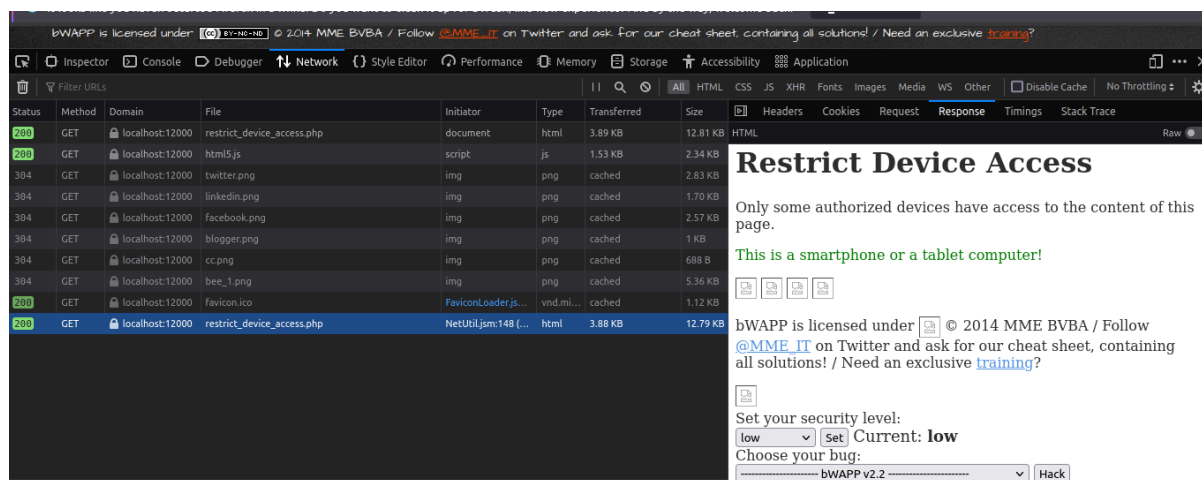 bWAPP is licensed under (cc) BY-NC-ND © 2014 MME BVBA / Follow @MME_IT on Twitter and ask for our cheat sheet, containing all solutions! / Need an exclusive training?
Inspector Console Debugger Network {} Style Editor Performance Memory Storage Accessibility Application
Filter URLs All HTML CSS JS XHR Fonts Images Media WS Other Disable Cache No Throttling
Status Method Domain File Initiator Type Transferred Size Headers Cookies Request Response Timings Stack Trace
200 GET localhost:12000 restrict_device_access.php document html 3.89 KB 12.81 KB
200 GET localhost:12000 html5.js script js 1.53 KB 2.34 KB
304 GET localhost:12000 twitter.png img png cached 2.83 KB
304 GET localhost:12000 linkedin.png img png cached 1.70 KB
304 GET localhost:12000 facebook.png img png cached 2.57 KB
304 GET localhost:12000 blogger.png img png cached 1 KB
304 GET localhost:12000 cc.png img png cached 688 B
304 GET localhost:12000 bee_1.png img png cached 5.36 KB
200 GET localhost:12000 favicon.ico FaviconLoader.js... vnd.mi... cached 1.12 KB
200 GET localhost:12000 restrict_device_access.php NetUtil.jsm:148 (... html 3.88 KB 12.79 KB
HTML Raw
Restrict Device Access
Only some authorized devices have access to the content of this
page.
This is a smartphone or a tablet computer!
bWAPP is licensed under © 2014 MME BVBA / Follow
@MME_IT on Twitter and ask for our cheat sheet, containing
all solutions! / Need an exclusive training?
Set your security level:
low Set Current: low
Choose your bug:
---------------------- bWAPP v2.2 ----------------------- Hack